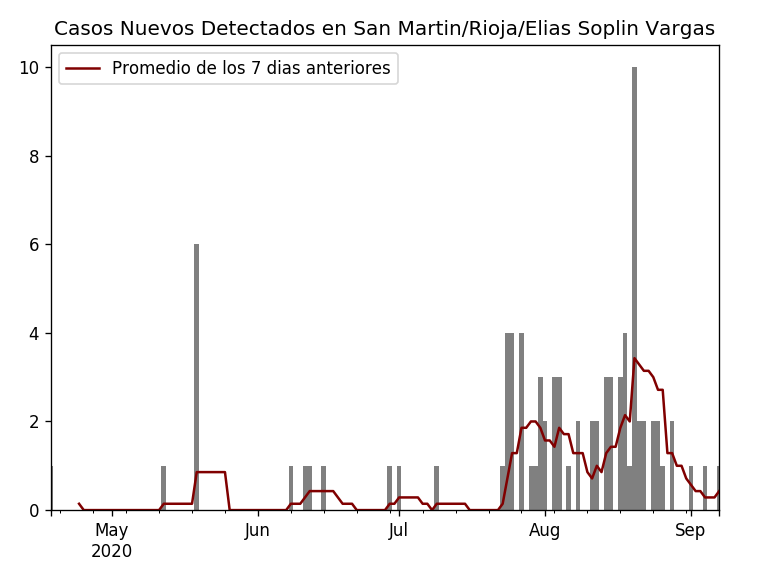 Casos Nuevos Detectados en San Martin/Rioja/Elias Soplin Vargas
Promedio de los 7 dias anteriores
10
8
6
4
2
0
May Jun Jul Aug Sep
2020